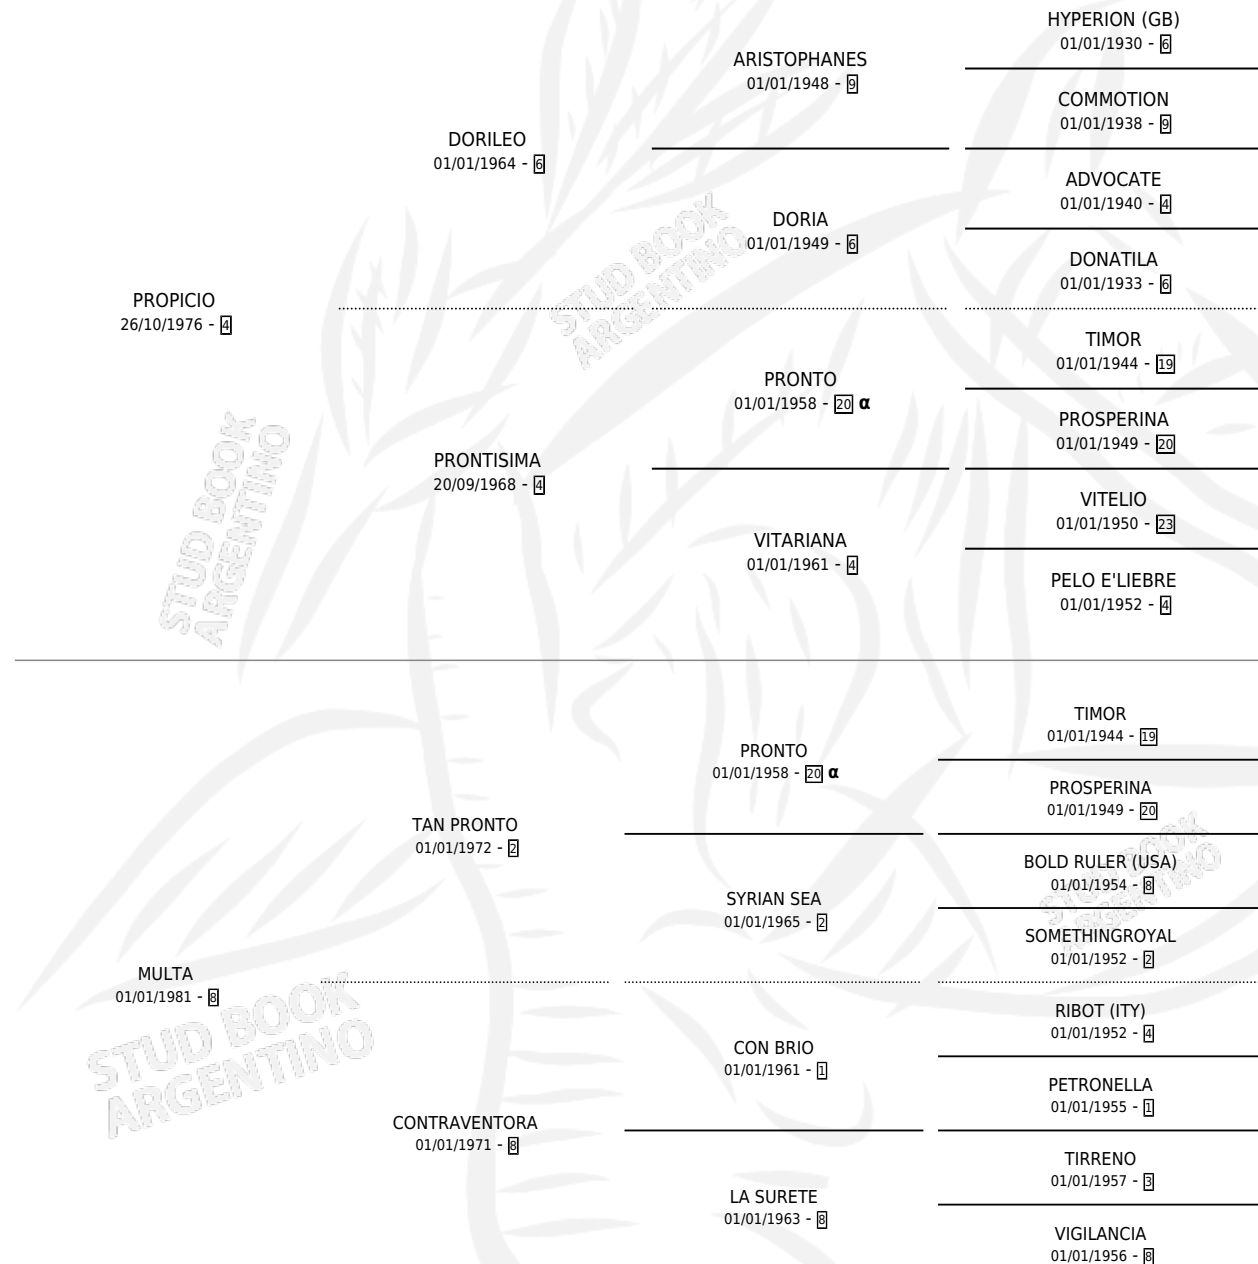 HYPERION (GB)
01/01/1930 - 6
ARISTOPHANES
01/01/1948 - 9
COMMOTION
01/01/1938 - 9
DORILEO
01/01/1964 - 6
ADVOCATE
01/01/1940 - 4
DORIA
01/01/1949 - 6
DONATILA
01/01/1933 - 6
PROPICIO
26/10/1976 - 4
TIMOR
01/01/1944 - 19
PRONTO
01/01/1958 - 20 α
PROSPERINA
01/01/1949 - 20
PRONTISIMA
20/09/1968 - 4
VITELIO
01/01/1950 - 23
VITARIANA
01/01/1961 - 4
PELO E'LIEBRE
01/01/1952 - 4
TIMOR
01/01/1944 - 19
PRONTO
01/01/1958 - 20 α
PROSPERINA
01/01/1949 - 20
TAN PRONTO
01/01/1972 - 2
BOLD RULER (USA)
01/01/1954 - 8
SYRIAN SEA
01/01/1965 - 2
SOMETHINGROYAL
01/01/1952 - 2
MULTA
01/01/1981 - 8
RIBOT (ITY)
01/01/1952 - 4
CON BRIO
01/01/1961 - 1
PETRONELLA
01/01/1955 - 1
CONTRAVENTORA
01/01/1971 - 8
TIRRENO
01/01/1957 - 3
LA SURETE
01/01/1963 - 8
VIGILANCIA
01/01/1956 - 8
STUD BOOK
ARGENTINO
STUD BOOK
ARGENTINO
STUD BOOK
ARGENTINO
STUD BOOK
ARGENTINO